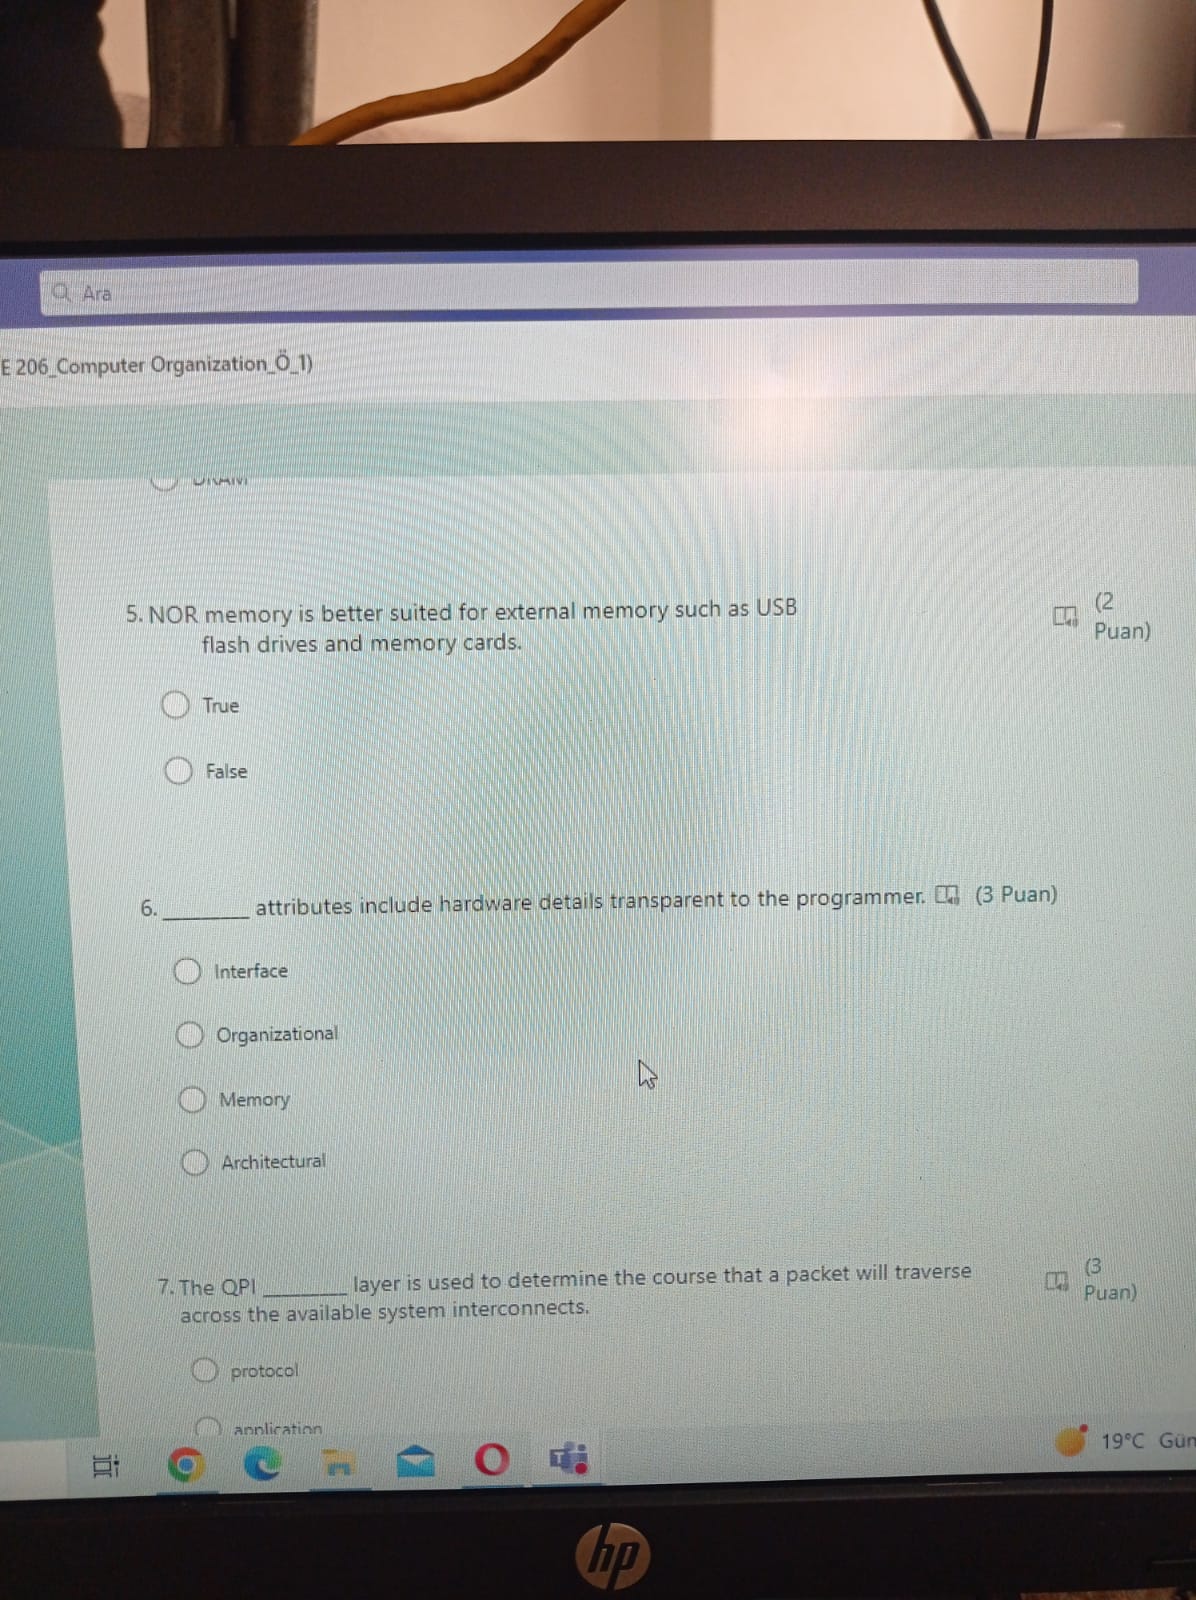 Ara
E 206_Computer Organization_Ö_1)
DRAM
5. NOR memory is better suited for external memory such as USB
flash drives and memory cards.
(2
Puan)
True
False
6. ________ attributes include hardware details transparent to the programmer. (3 Puan)
Interface
Organizational
Memory
Architectural
7. The QPI ________ layer is used to determine the course that a packet will traverse
across the available system interconnects.
(3
Puan)
protocol
application
19°C Gün
hp